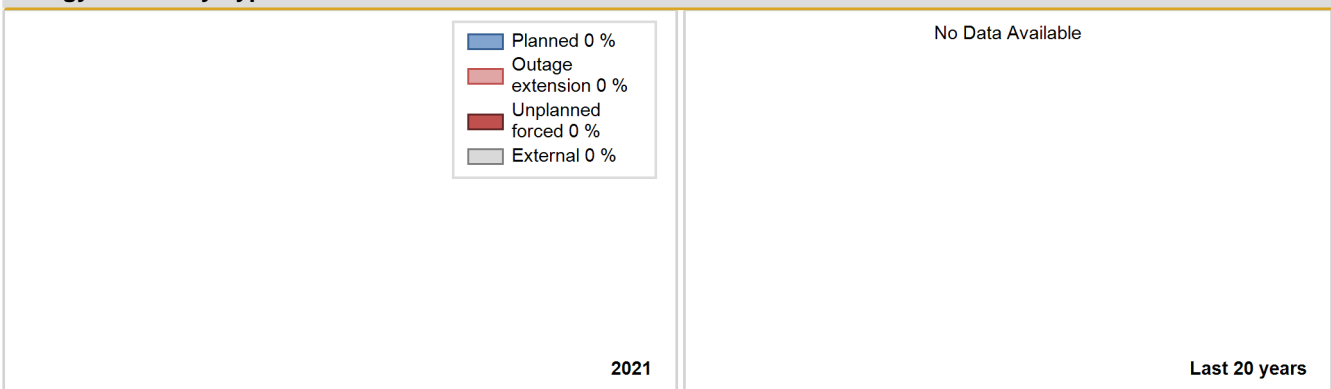 Planned 0 %
Outage
extension 0 %
Unplanned
forced 0 %
External 0 %
2021
No Data Available
Last 20 years